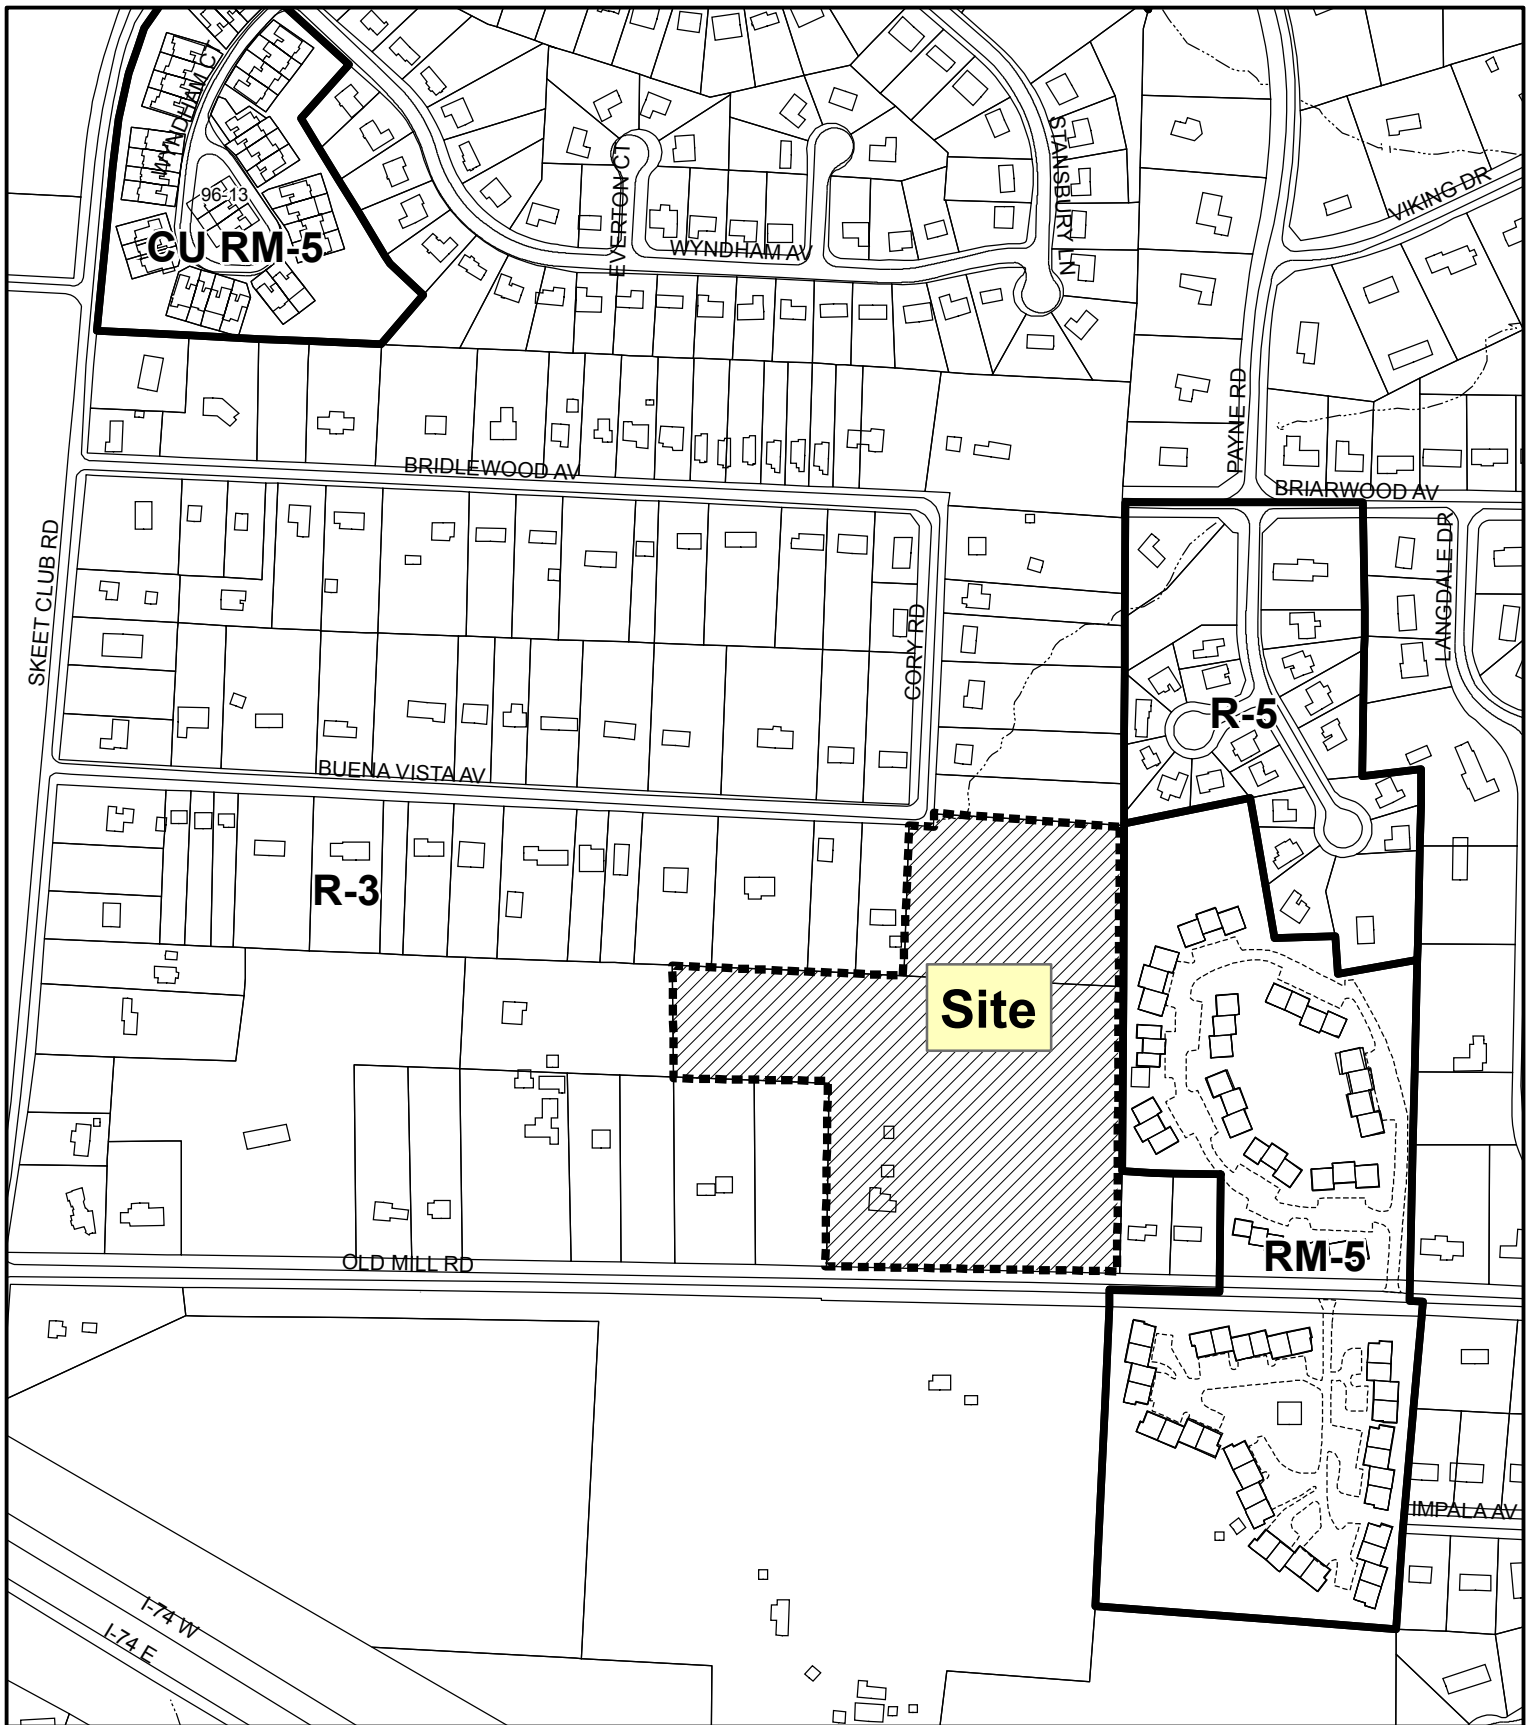 WYNDHAM CT
96-13
CU RM-5
EVERTON CT
WYNDHAM AV
STANSBURY LN
VIKING DR
PAYNE RD
BRIDLEWOOD AV
BRIARWOOD AV
SKEET CLUB RD
LANGDALE DR
CORY RD
R-5
BUENA VISTA AV
R-3
Site
OLD MILL RD
RM-5
IMPALA AV
I-74 W
I-74 E